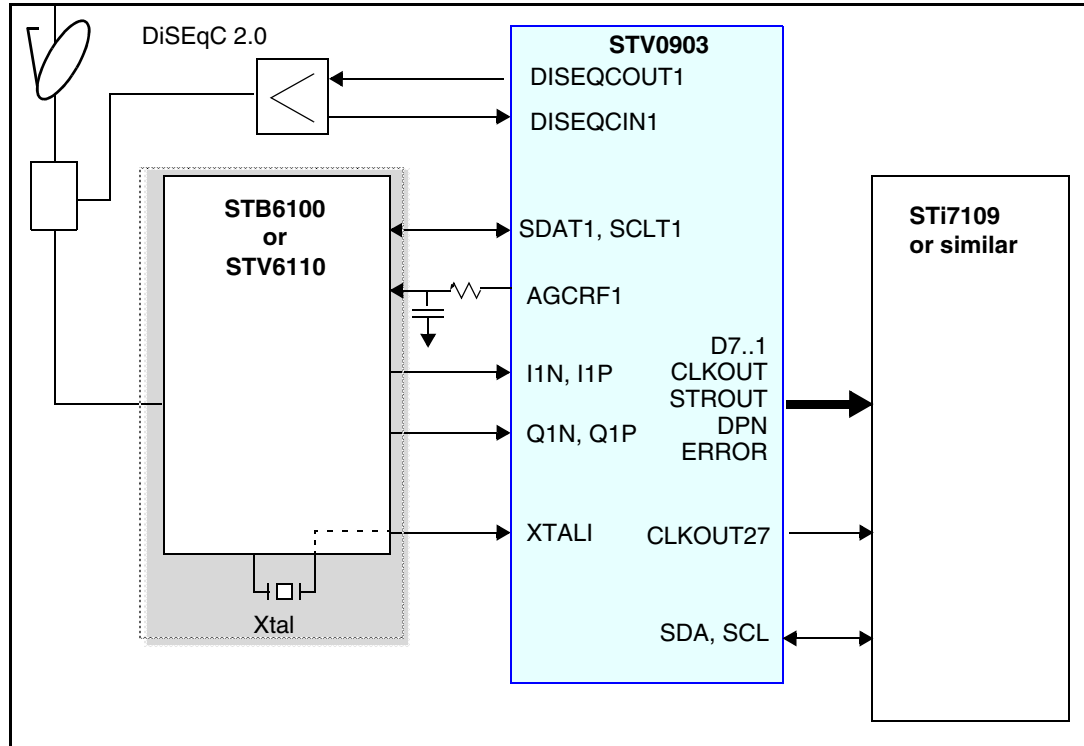 DiSEqC 2.0
STV0903
DISEQCOUT1
DISEQCIN1
STB6100
or
STV6110
SDAT1, SCLT1
STi7109
or similar
AGCRF1
D7..1
I1N, I1P
CLKOUT
STROUT
DPN
Q1N, Q1P
ERROR
XTALI
CLKOUT27
Xtal
SDA, SCL